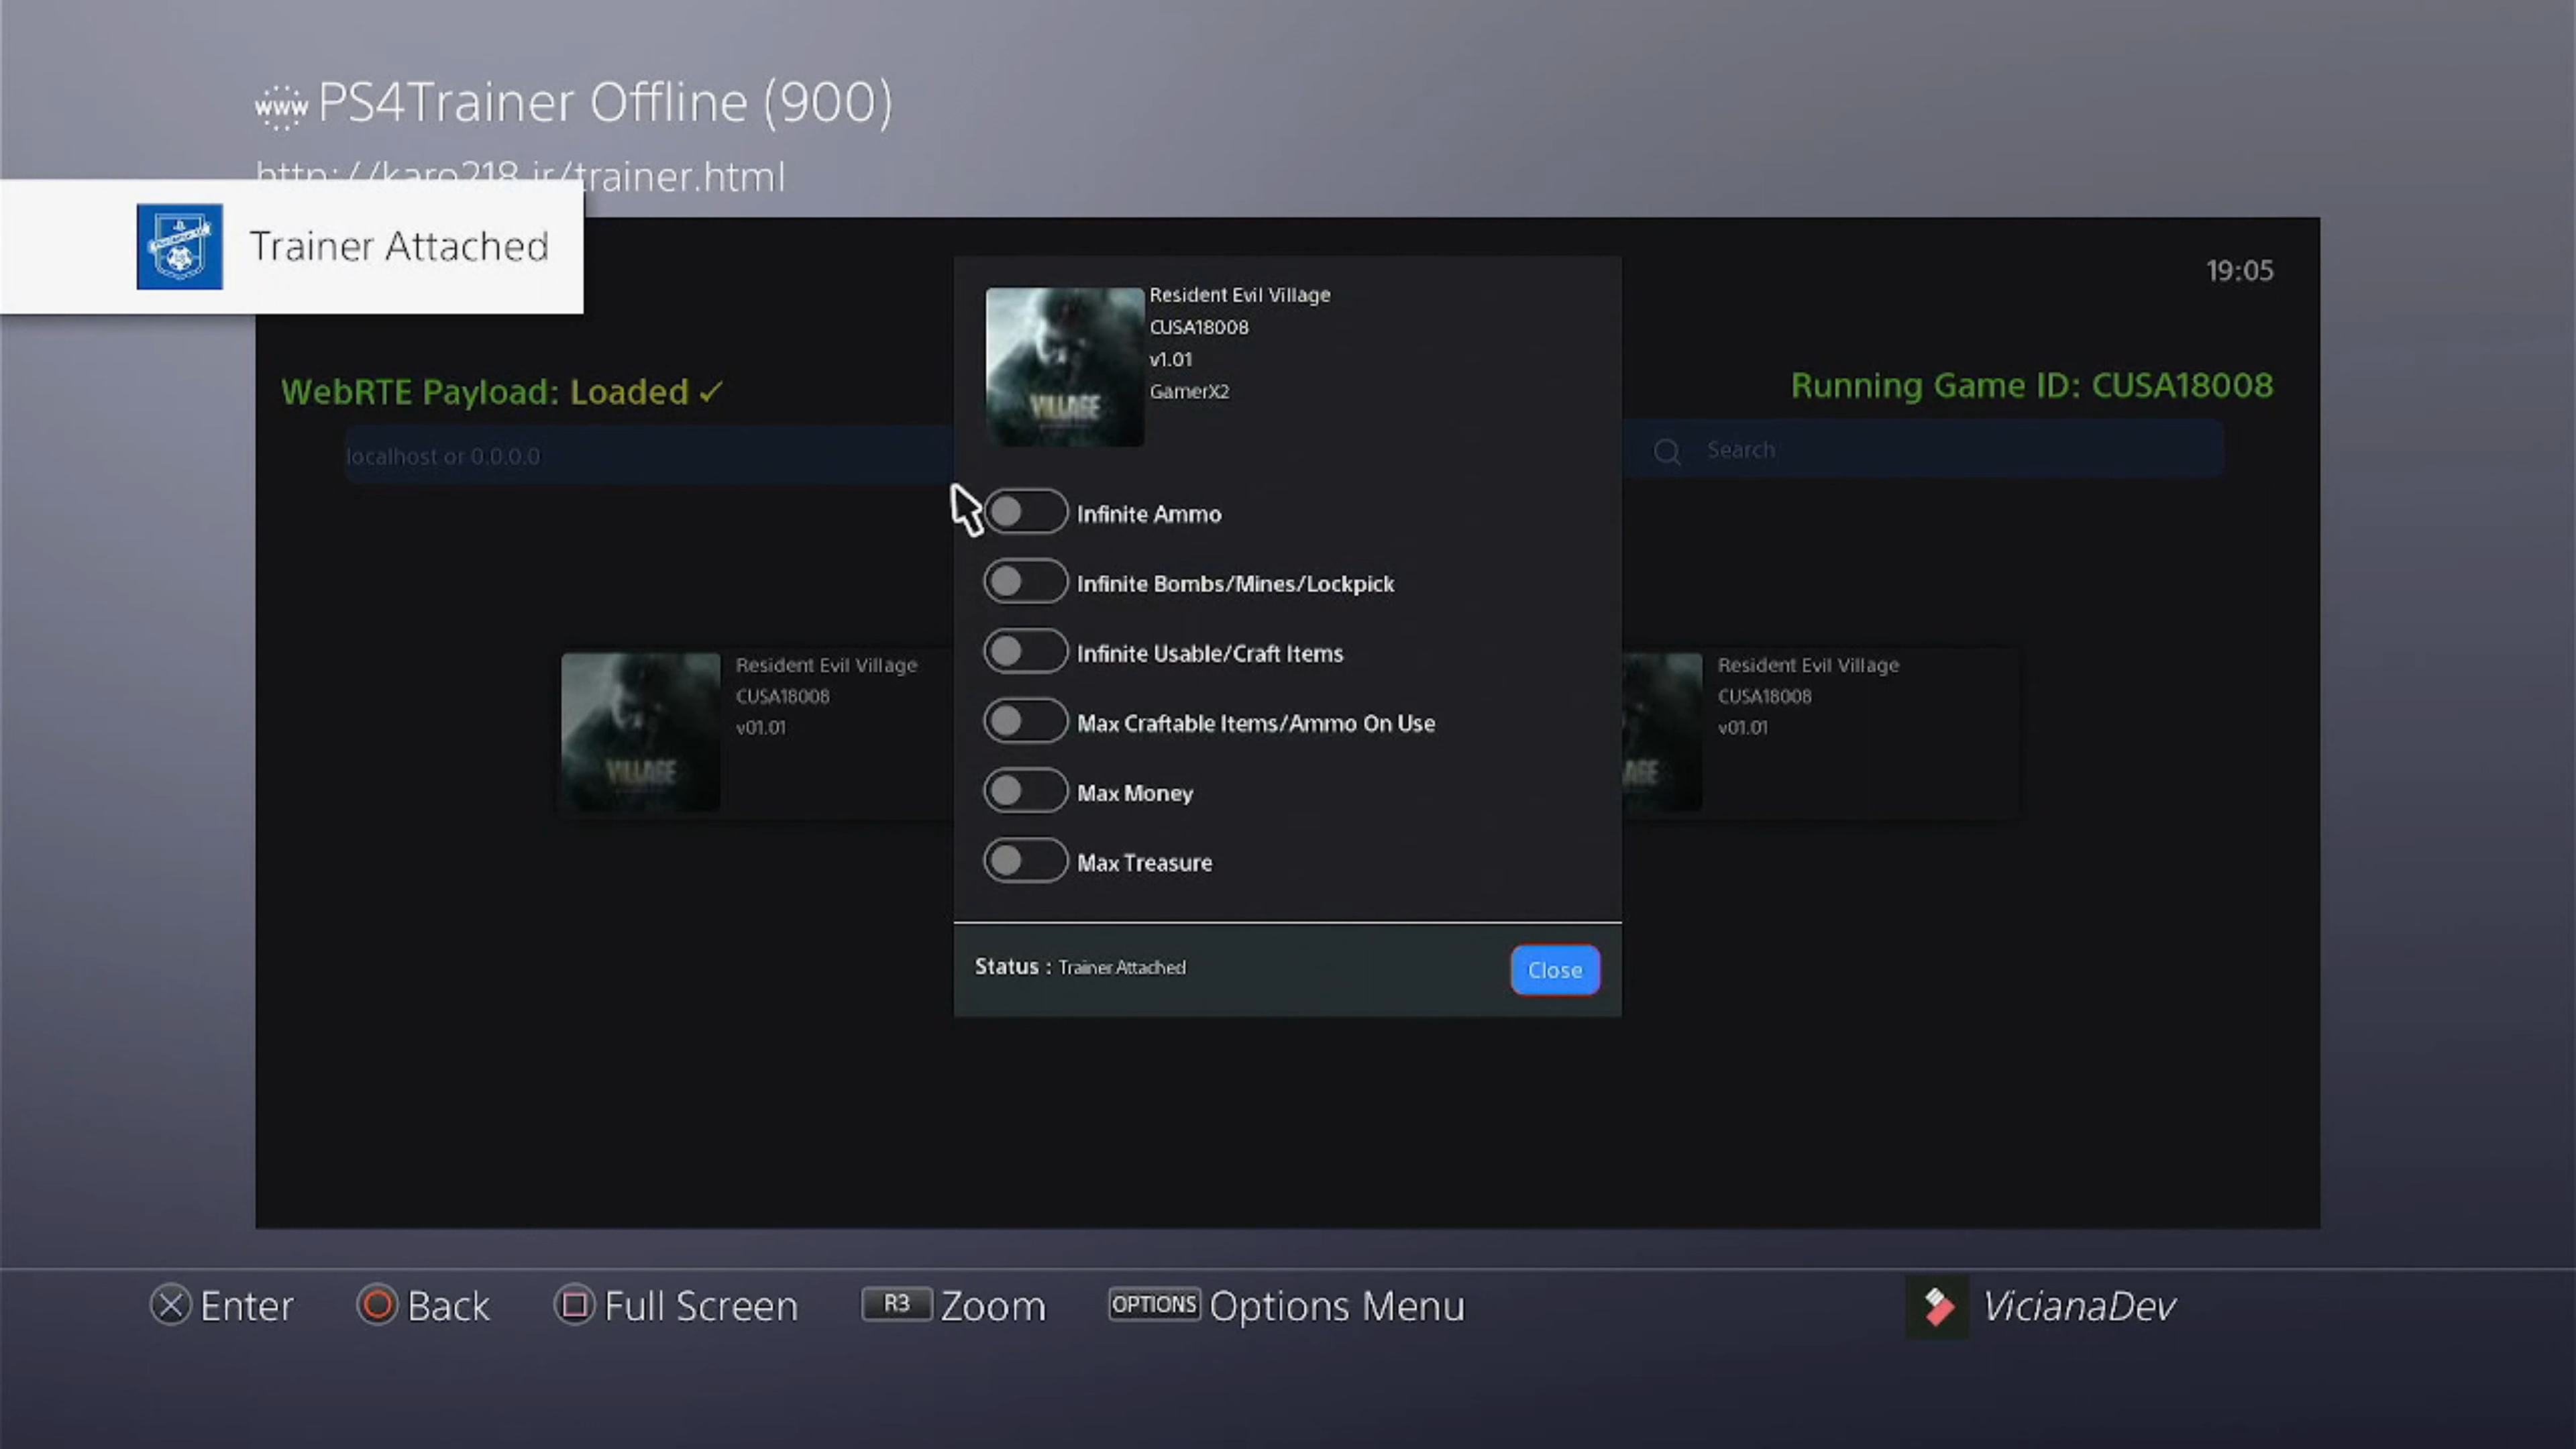 www PS4Trainer Offline (900)
http://karo218.ir/trainer.html
Trainer Attached
19:05
WebRTE Payload: Loaded ✓
Running Game ID: CUSA18008
localhost or 0.0.0.0
Search
Resident Evil Village
CUSA18008
v1.01
GamerX2
VILLAGE
Infinite Ammo
Infinite Bombs/Mines/Lockpick
Infinite Usable/Craft Items
Max Craftable Items/Ammo On Use
Max Money
Max Treasure
Status : Trainer Attached
Close
Resident Evil Village
CUSA18008
v01.01
VILLAGE
Resident Evil Village
CUSA18008
v01.01
AGE
Enter
Back
Full Screen
R3 Zoom
OPTIONS Options Menu
VicianaDev